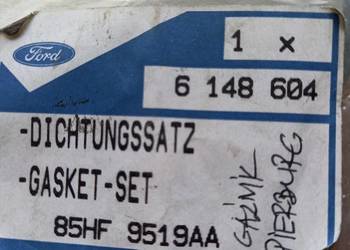 Ford
1 x
6 148 604
-DICHTUNGSSATZ
-GASKET-SET
85HF 9519AA
GAŹNIK
PIERBURG